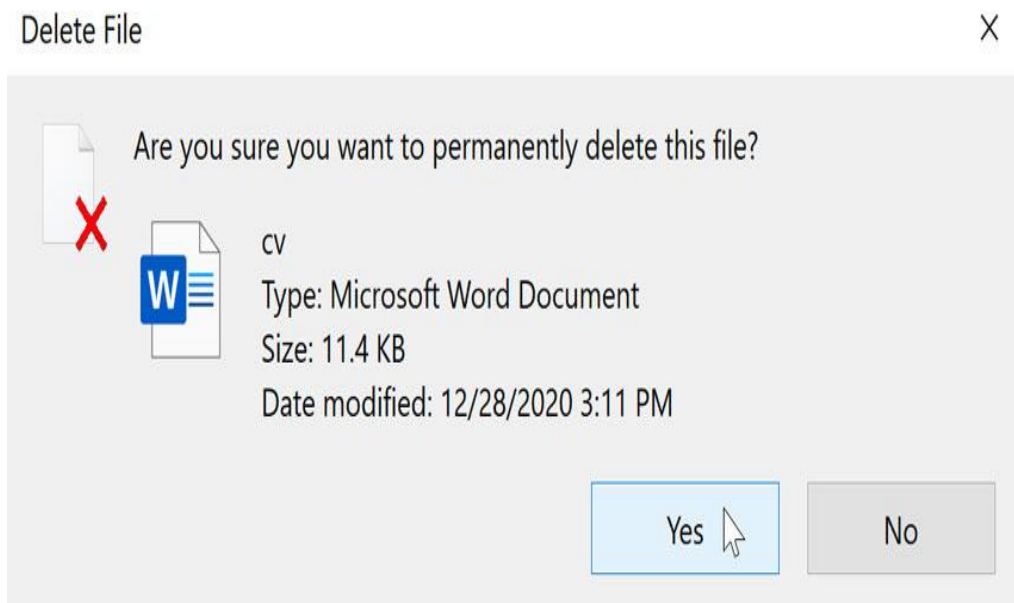 Delete File X
Are you sure you want to permanently delete this file?
cv
W
Type: Microsoft Word Document
Size: 11.4 KB
Date modified: 12/28/2020 3:11 PM
Yes No